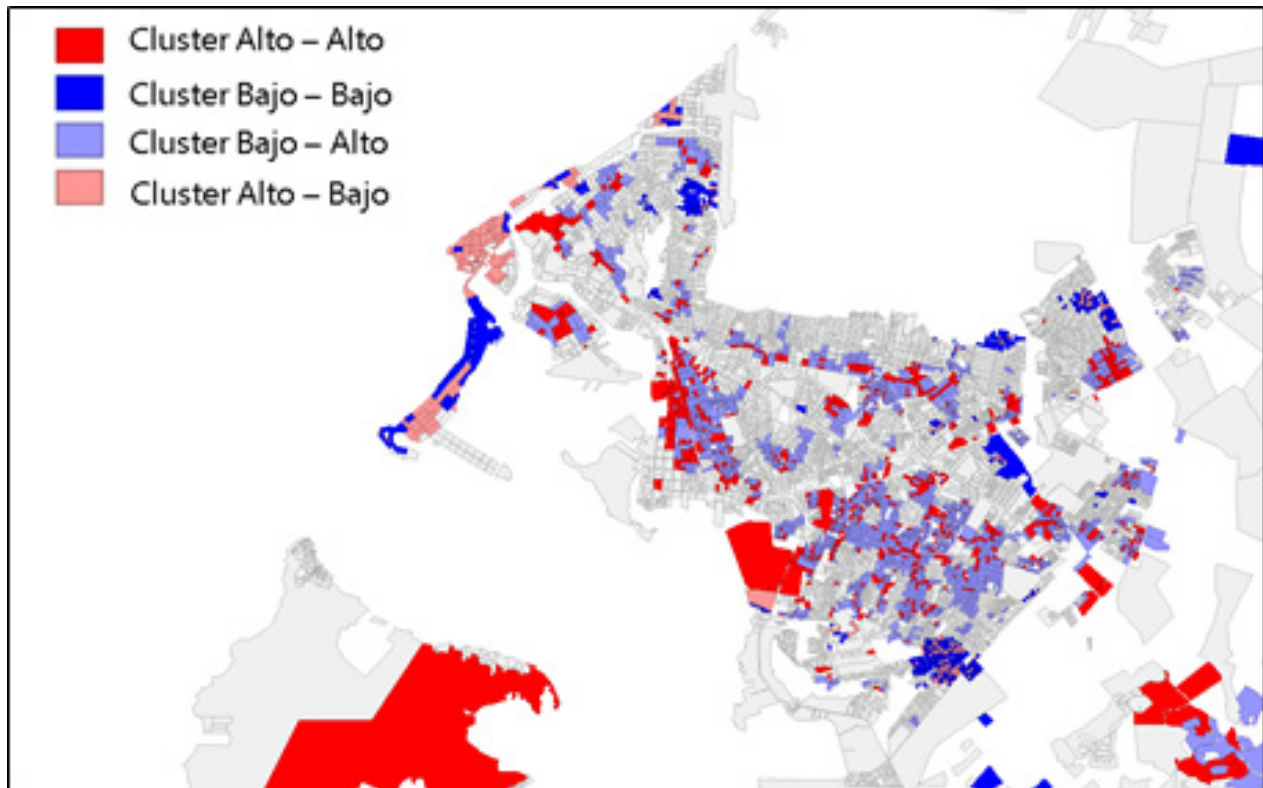 Cluster Alto – Alto
Cluster Bajo – Bajo
Cluster Bajo – Alto
Cluster Alto – Bajo